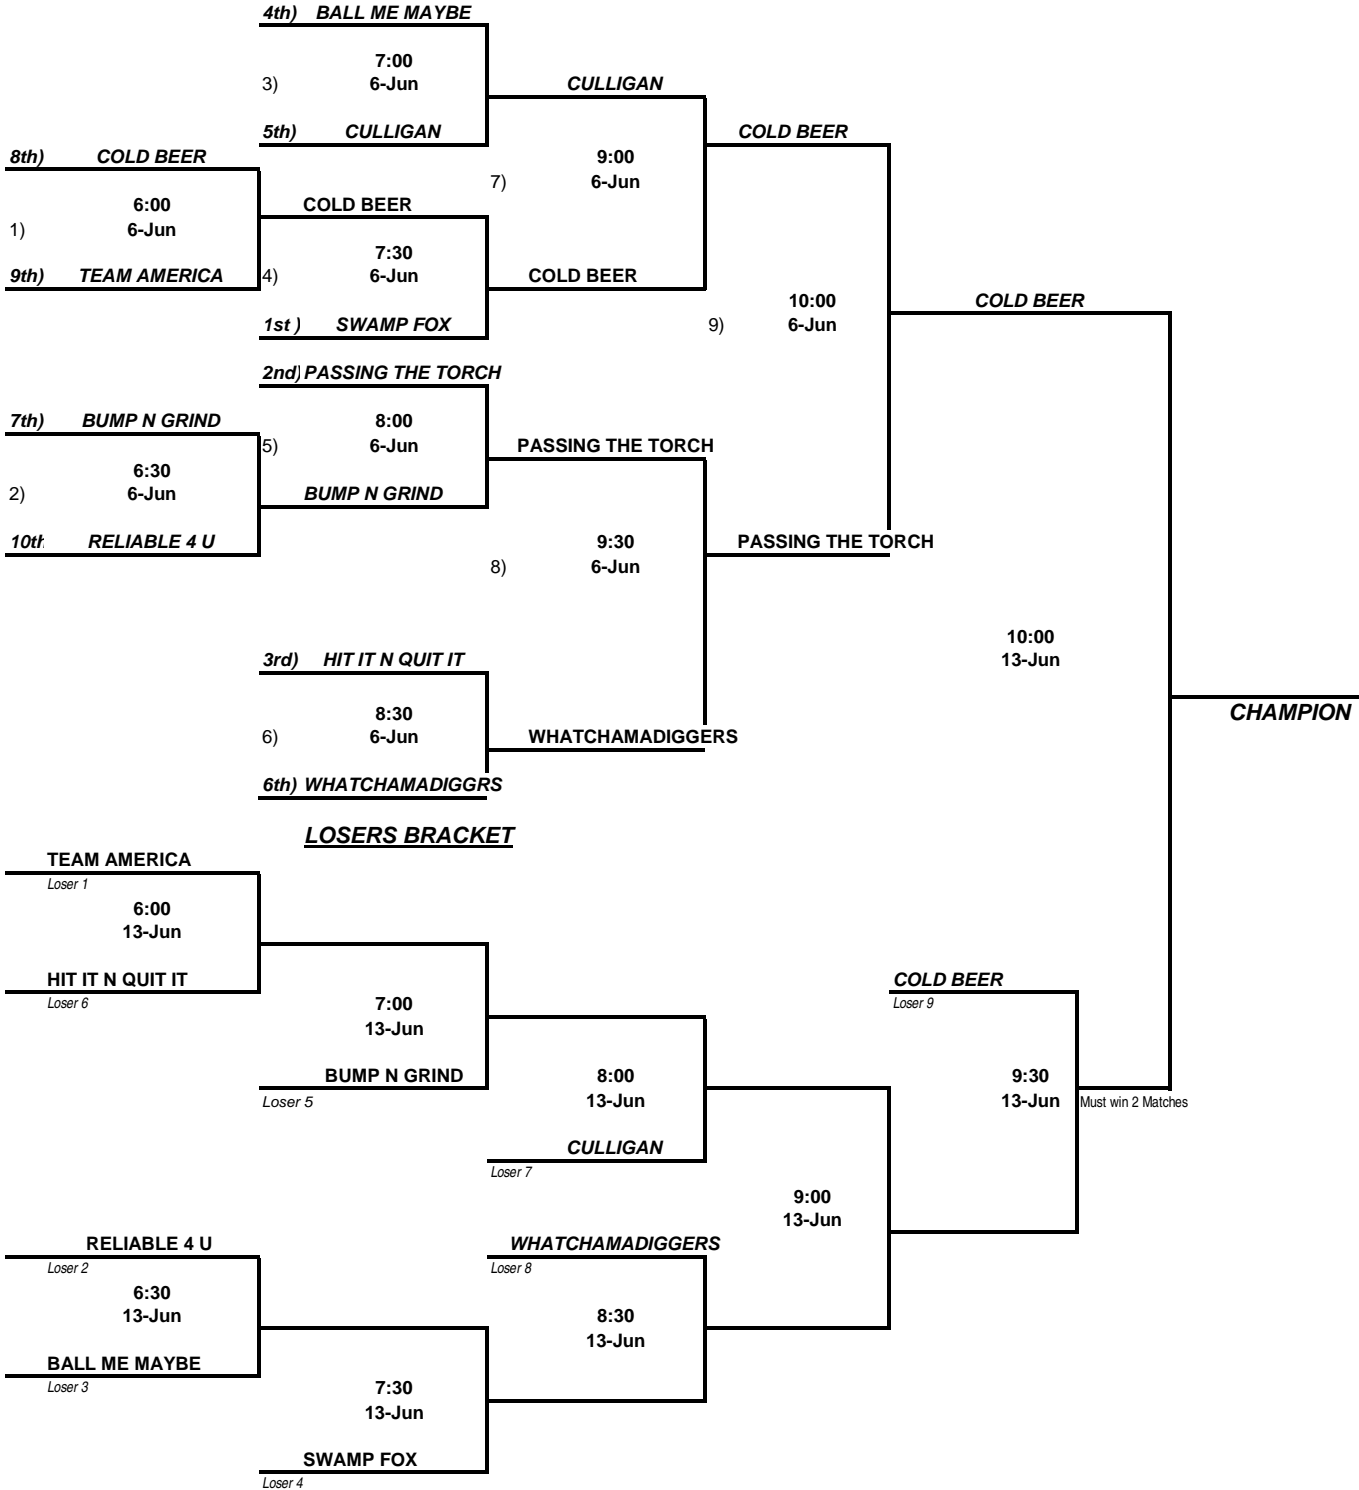 4th) BALL ME MAYBE
7:00
3) 6-Jun
CULLIGAN
5th) CULLIGAN
COLD BEER
8th) COLD BEER
9:00
7) 6-Jun
6:00
COLD BEER
1) 6-Jun
7:30
9th) TEAM AMERICA
4) 6-Jun
COLD BEER
10:00
COLD BEER
1st ) SWAMP FOX
9) 6-Jun
2nd) PASSING THE TORCH
7th) BUMP N GRIND
8:00
5) 6-Jun
PASSING THE TORCH
6:30
2) 6-Jun
BUMP N GRIND
10th RELIABLE 4 U
9:30
PASSING THE TORCH
8) 6-Jun
10:00
13-Jun
3rd) HIT IT N QUIT IT
8:30
6) 6-Jun
WHATCHAMADIGGERS
CHAMPION
6th) WHATCHAMADIGGRS
LOSERS BRACKET
TEAM AMERICA
Loser 1
6:00
13-Jun
HIT IT N QUIT IT
Loser 6
COLD BEER
Loser 9
7:00
13-Jun
BUMP N GRIND
Loser 5
8:00
13-Jun
9:30
13-Jun
Must win 2 Matches
CULLIGAN
Loser 7
9:00
13-Jun
RELIABLE 4 U
Loser 2
WHATCHAMADIGGERS
Loser 8
6:30
13-Jun
8:30
13-Jun
BALL ME MAYBE
Loser 3
7:30
13-Jun
SWAMP FOX
Loser 4